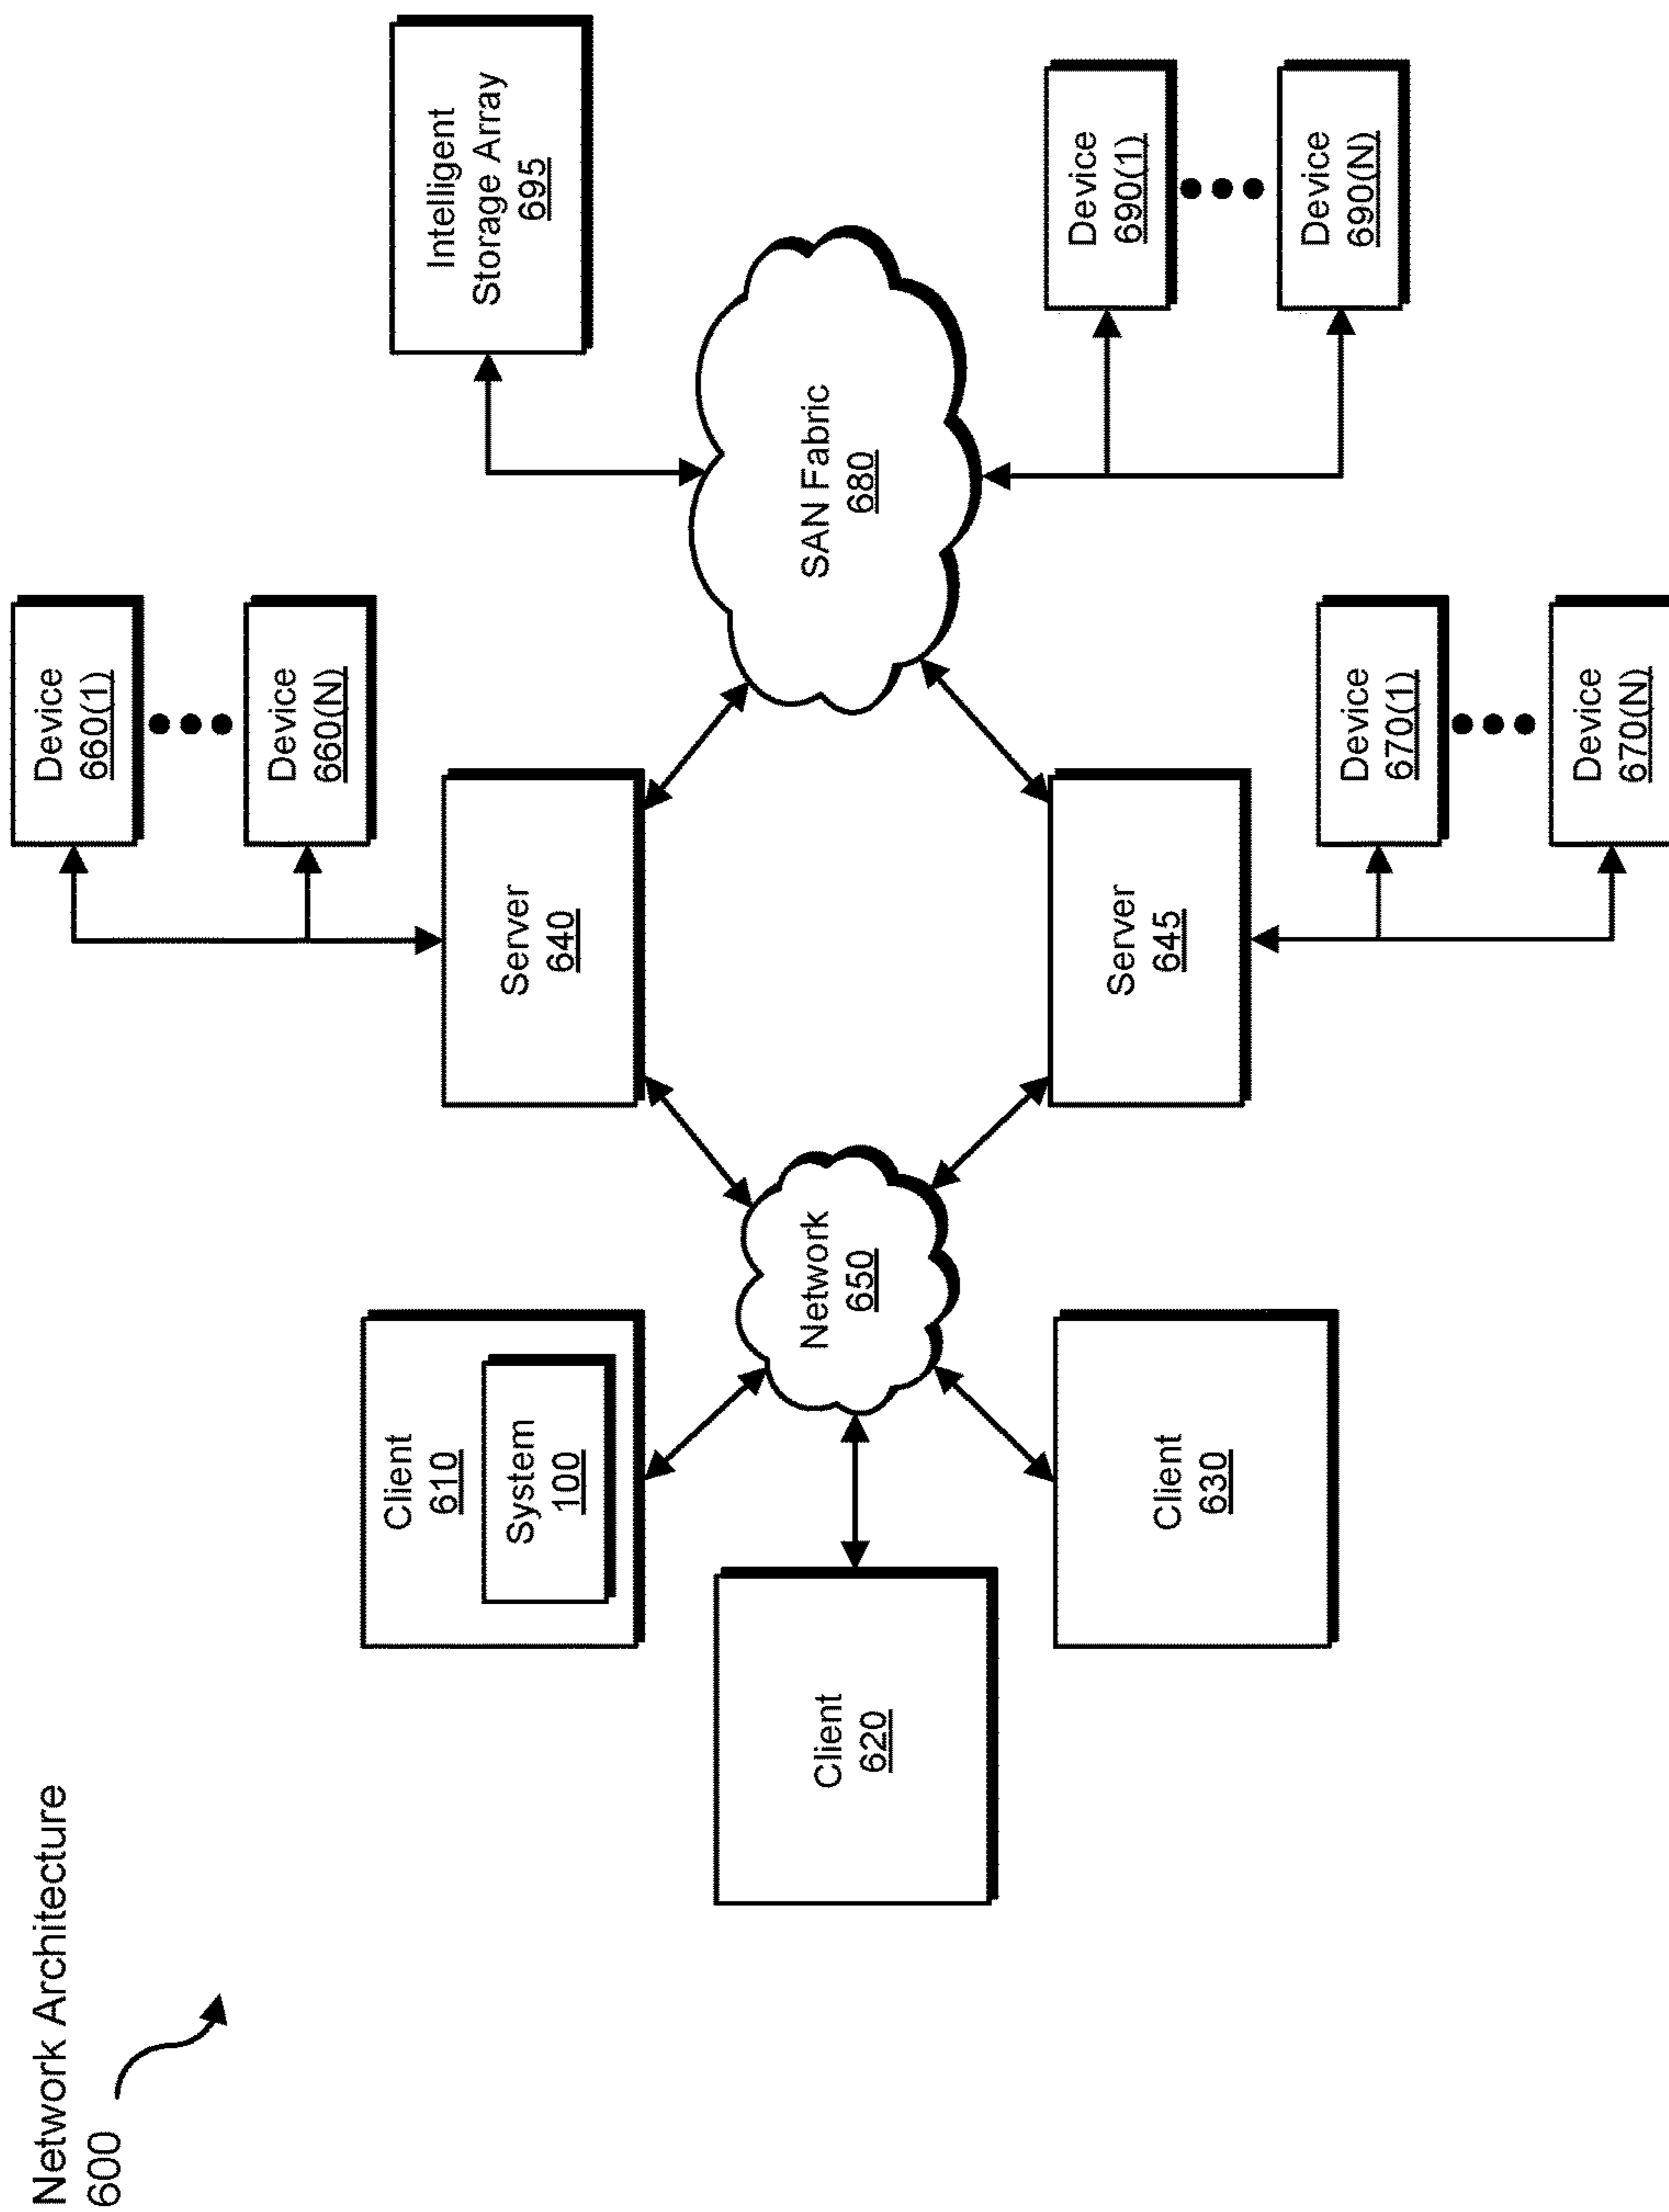 Network Architecture
600
Client
610
System
100
Client
620
Client
630
Network
650
Server
640
Server
645
Device
660(1)
Device
660(N)
Device
670(1)
Device
670(N)
SAN Fabric
680
Intelligent
Storage Array
695
Device
690(1)
Device
690(N)